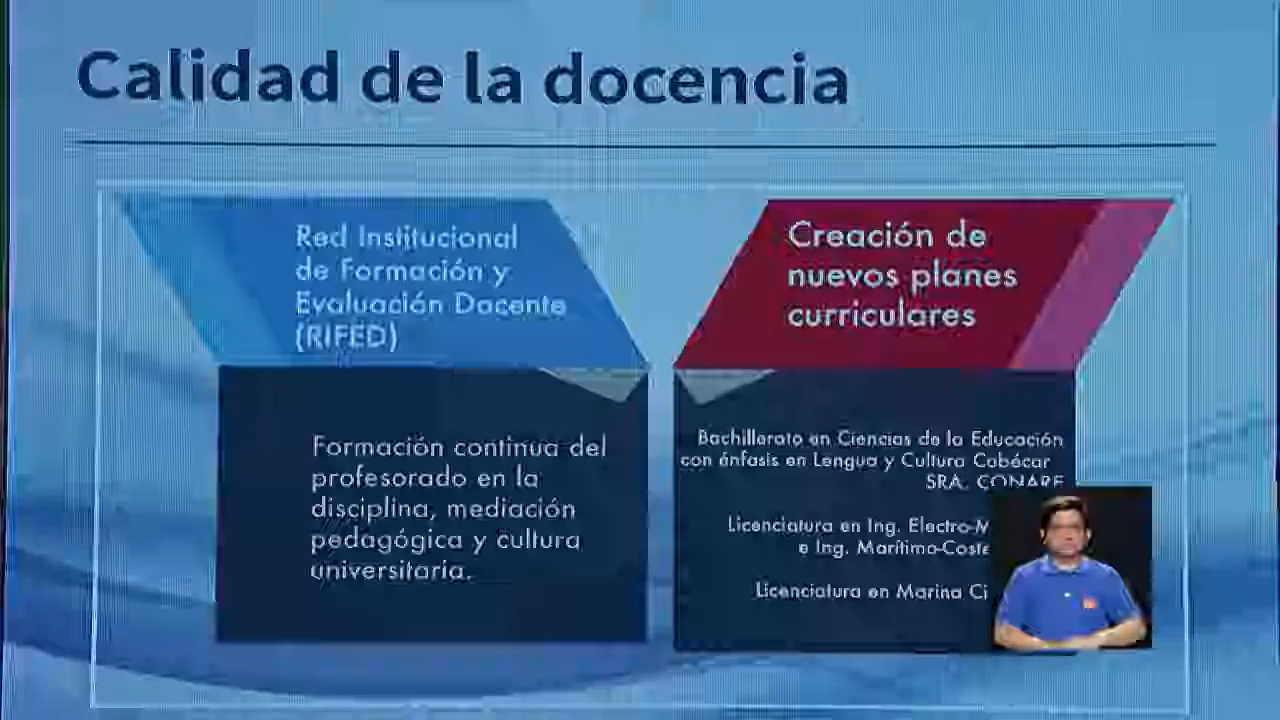 Calidad de la docencia
Red Institucional
de Formación y
Evaluación Docente
(RIFED)
Formación continua del
profesorado en la
disciplina, mediación
pedagógica y cultura
universitaria.
Creación de
nuevos planes
curriculares
Bachillerato en Ciencias de la Educación
con énfasis en Lengua y Cultura Cabécar
SRA. CONARE
Licenciatura en Ing. Electro-M
e Ing. Marítimo-Coste
Licenciatura en Marina Ci